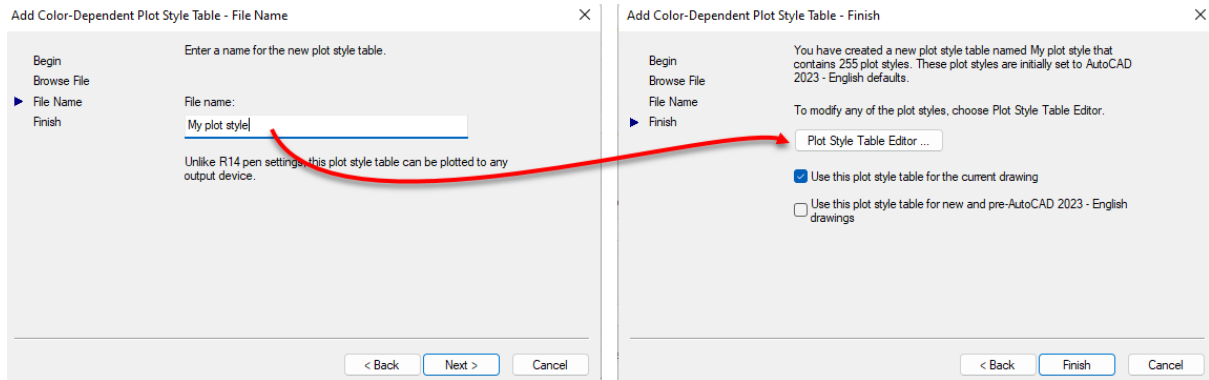 Add Color-Dependent Plot Style Table - File Name
Begin
Browse File
File Name
Finish
Enter a name for the new plot style table.
File name:
My plot style
Unlike R14 pen settings, this plot style table can be plotted to any
output device.
< Back
Next >
Cancel
Add Color-Dependent Plot Style Table - Finish
Begin
Browse File
File Name
Finish
You have created a new plot style table named My plot style that
contains 255 plot styles. These plot styles are initially set to AutoCAD
2023 - English defaults.
To modify any of the plot styles, choose Plot Style Table Editor.
Plot Style Table Editor ...
Use this plot style table for the current drawing
Use this plot style table for new and pre-AutoCAD 2023 - English
drawings
< Back
Finish
Cancel